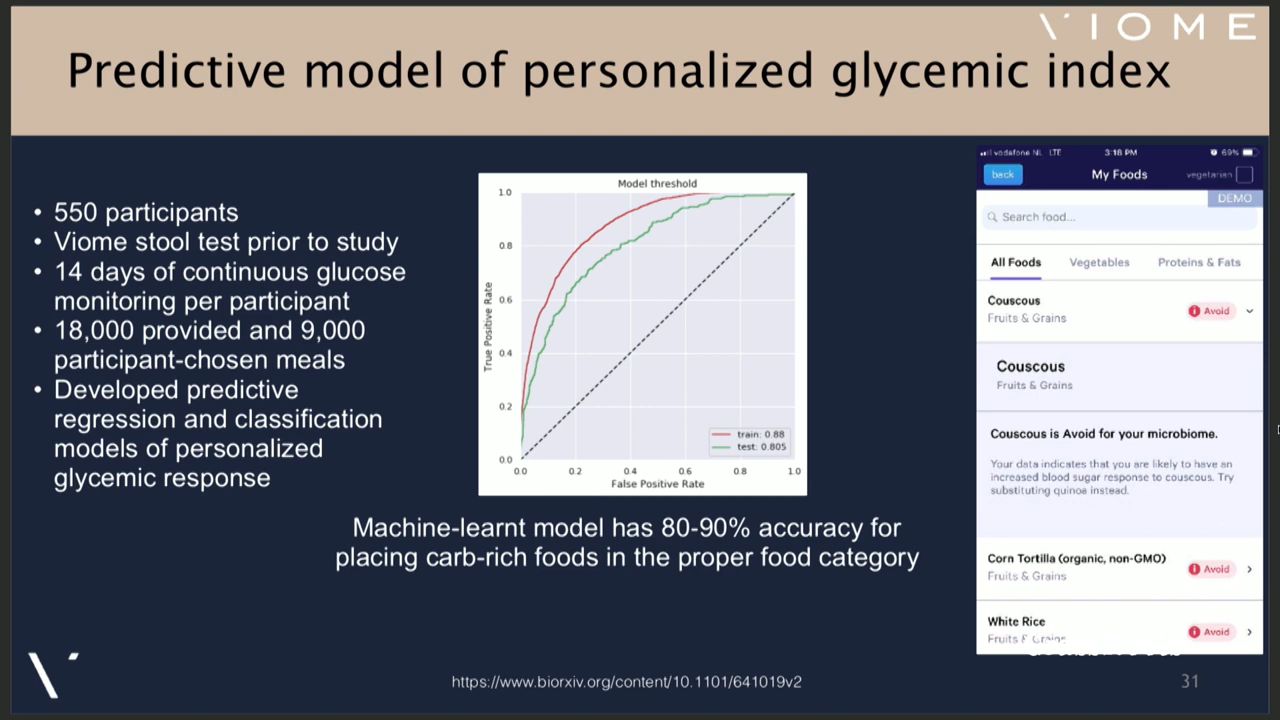 VIOME
Predictive model of personalized glycemic index
• 550 participants
• Viome stool test prior to study
• 14 days of continuous glucose
monitoring per participant
• 18,000 provided and 9,000
participant-chosen meals
• Developed predictive
regression and classification
models of personalized
glycemic response
Model threshold
True Positive Rate
1.0
0.8
0.6
0.4
0.2
0.0
0.0 0.2 0.4 0.6 0.8 1.0
False Positive Rate
train: 0.88
test: 0.805
Machine-learnt model has 80-90% accuracy for
placing carb-rich foods in the proper food category
vodafone NL LTE 3:18 PM 69%
back My Foods vegetarian
DEMO
Search food...
All Foods Vegetables Proteins & Fats
Couscous
Fruits & Grains
Avoid
Couscous
Fruits & Grains
Couscous is Avoid for your microbiome.
Your data indicates that you are likely to have an
increased blood sugar response to couscous. Try
substituting quinoa instead.
Corn Tortilla (organic, non-GMO)
Fruits & Grains
Avoid
White Rice
Fruits & Grains
Avoid
https://www.biorxiv.org/content/10.1101/641019v2
31